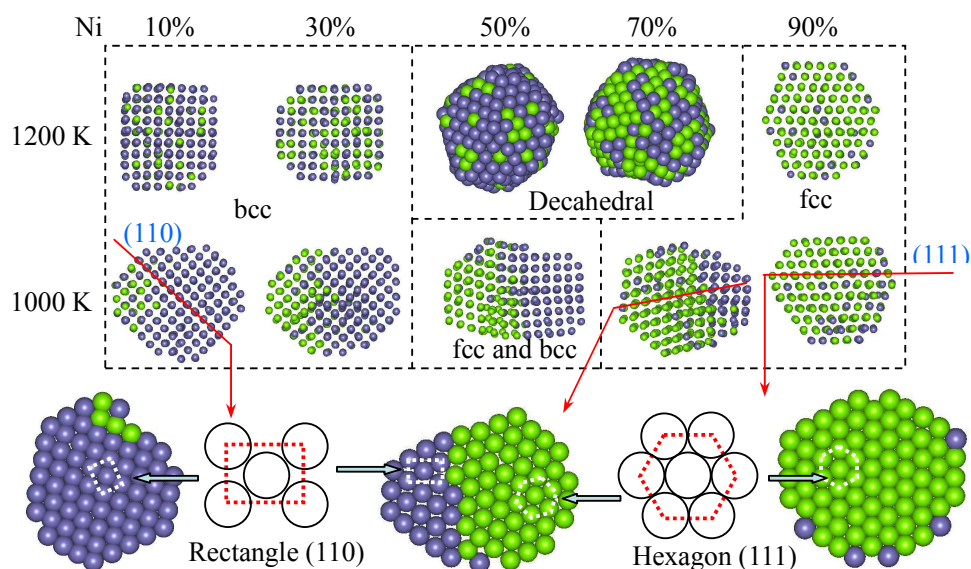 Ni 10% 30% 50% 70% 90%
1200 K
bcc
Decahedral
fcc
(110)
(111)
1000 K
fcc and bcc
Rectangle (110)
Hexagon (111)